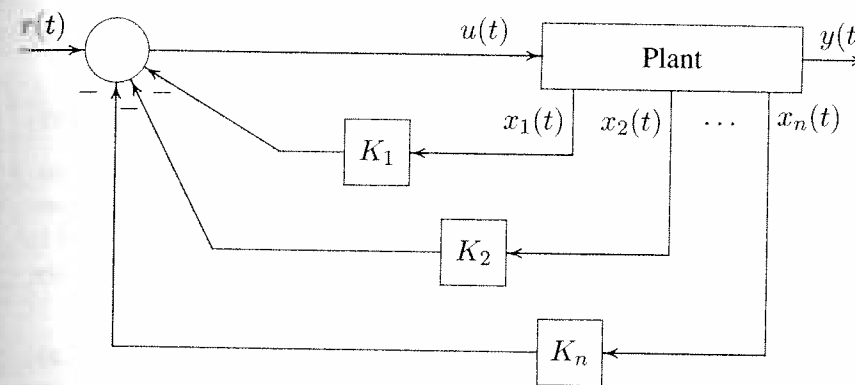 r(t)
u(t)
Plant
y(t
x₁(t)
x₂(t)
...
xₙ(t)
−
−
−
K₁
K₂
Kₙ